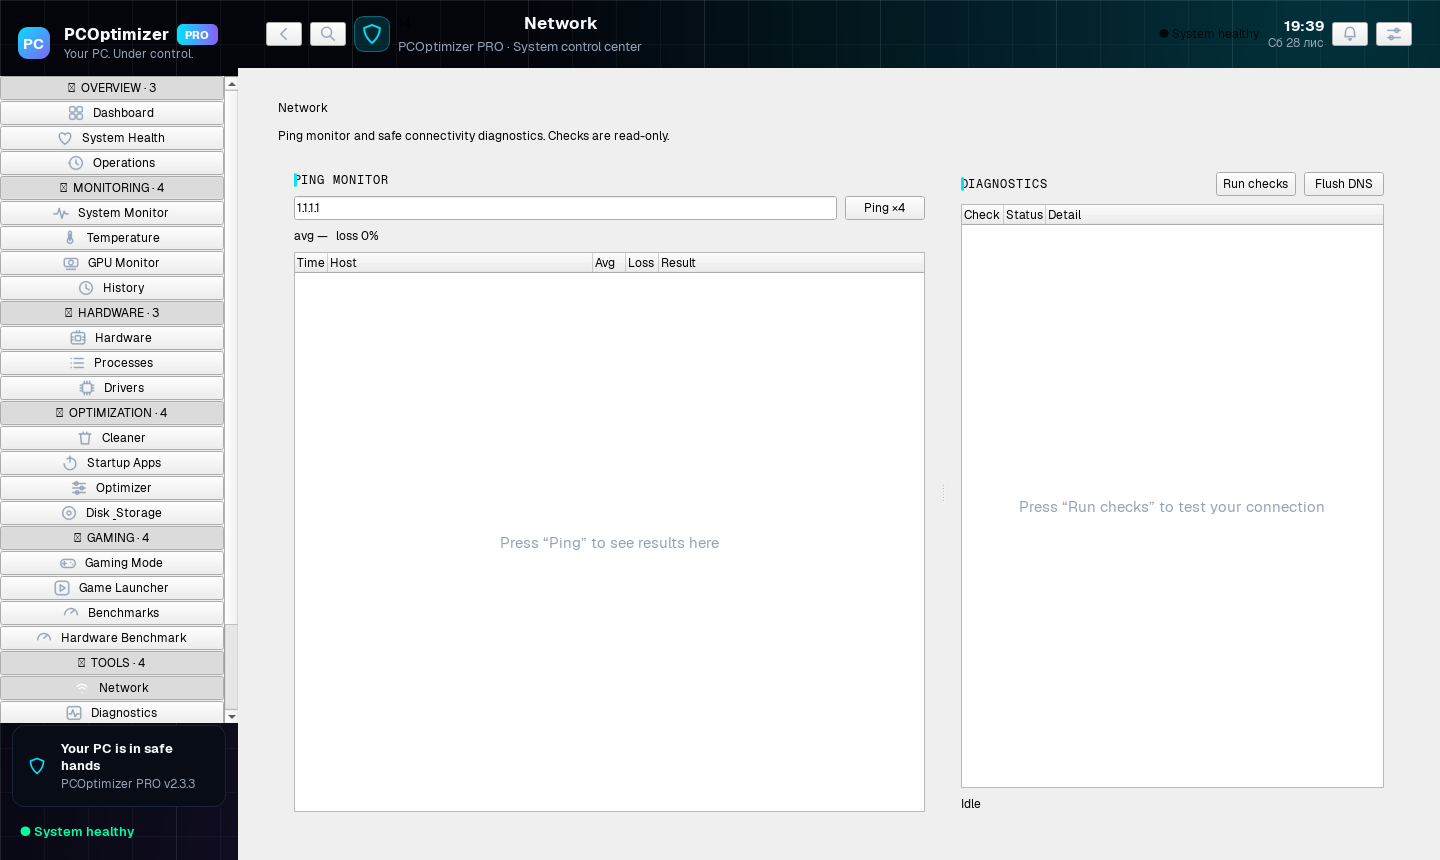 PC
PCOptimizer PRO
Your PC. Under control.
OVERVIEW · 3
Dashboard
System Health
Operations
MONITORING · 4
System Monitor
Temperature
GPU Monitor
History
HARDWARE · 3
Hardware
Processes
Drivers
OPTIMIZATION · 4
Cleaner
Startup Apps
Optimizer
Disk _Storage
GAMING · 4
Gaming Mode
Game Launcher
Benchmarks
Hardware Benchmark
TOOLS · 4
Network
Diagnostics
Your PC is in safe
hands
PCOptimizer PRO v2.3.3
● System healthy
Network
PCOptimizer PRO · System control center
● System healthy
19:39
Сб 28 лис
Network
Ping monitor and safe connectivity diagnostics. Checks are read-only.
PING MONITOR
1.1.1.1
Ping ×4
avg — loss 0%
Time Host Avg Loss Result
Press “Ping” to see results here
DIAGNOSTICS
Run checks
Flush DNS
Check Status Detail
Press “Run checks” to test your connection
Idle